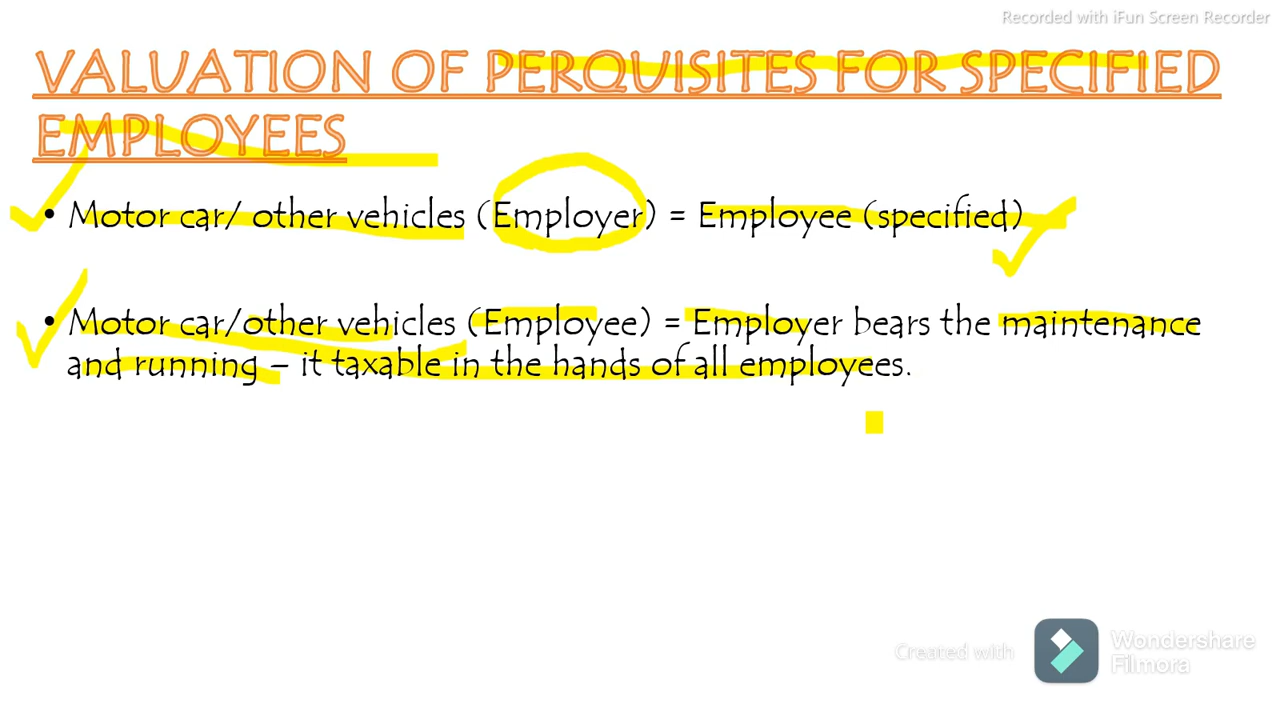 Recorded with iFun Screen Recorder
VALUATION OF PERQUISITES FOR SPECIFIED
EMPLOYEES
• Motor car/ other vehicles (Employer) = Employee (specified)
• Motor car/other vehicles (Employee) = Employer bears the maintenance
and running – it taxable in the hands of all employees.
Created with Wondershare
Filmora